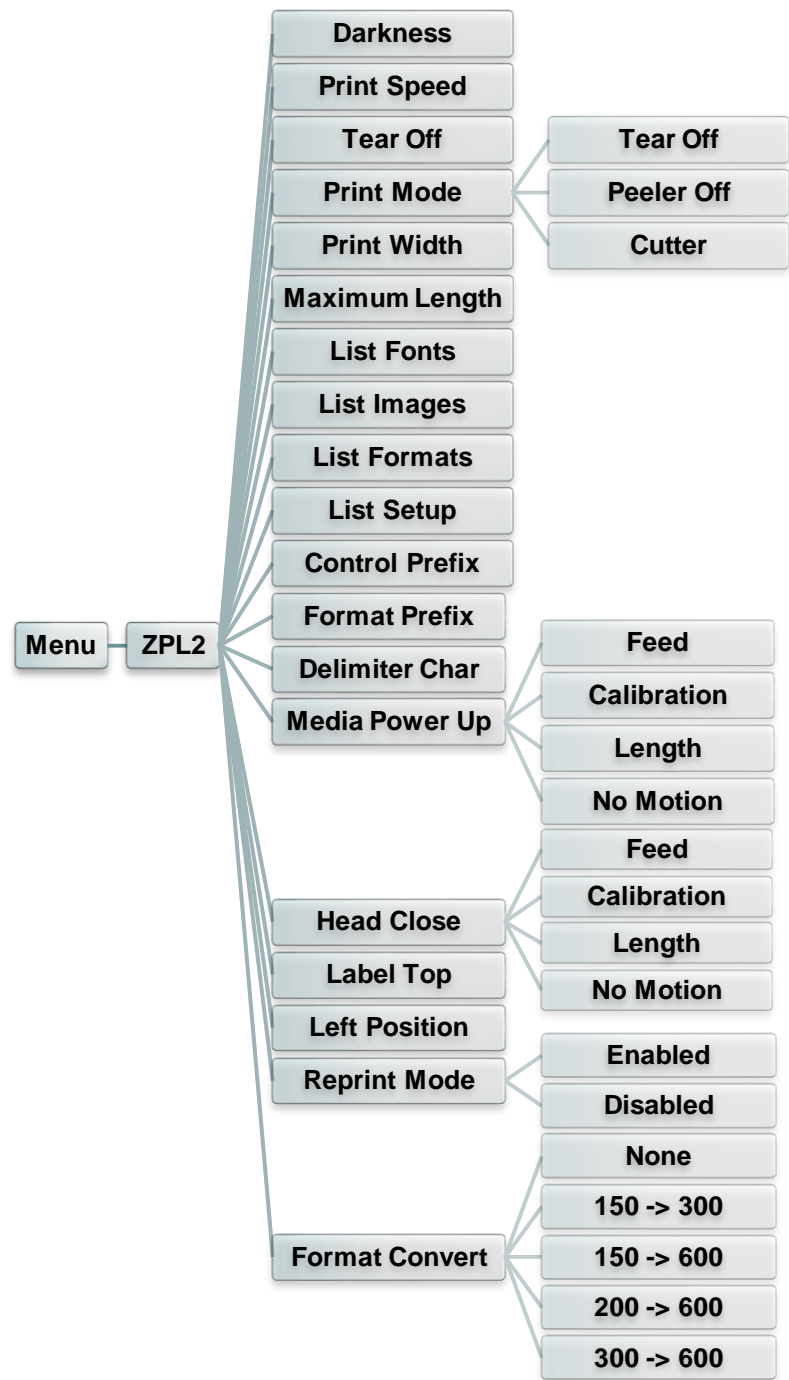 Darkness
Print Speed
Tear Off
Tear Off
Print Mode
Peeler Off
Print Width
Cutter
Maximum Length
List Fonts
List Images
List Formats
List Setup
Control Prefix
Format Prefix
Menu
ZPL2
Feed
Delimiter Char
Calibration
Media Power Up
Length
No Motion
Feed
Calibration
Head Close
Length
Label Top
No Motion
Left Position
Enabled
Reprint Mode
Disabled
None
150 -> 300
Format Convert
150 -> 600
200 -> 600
300 -> 600